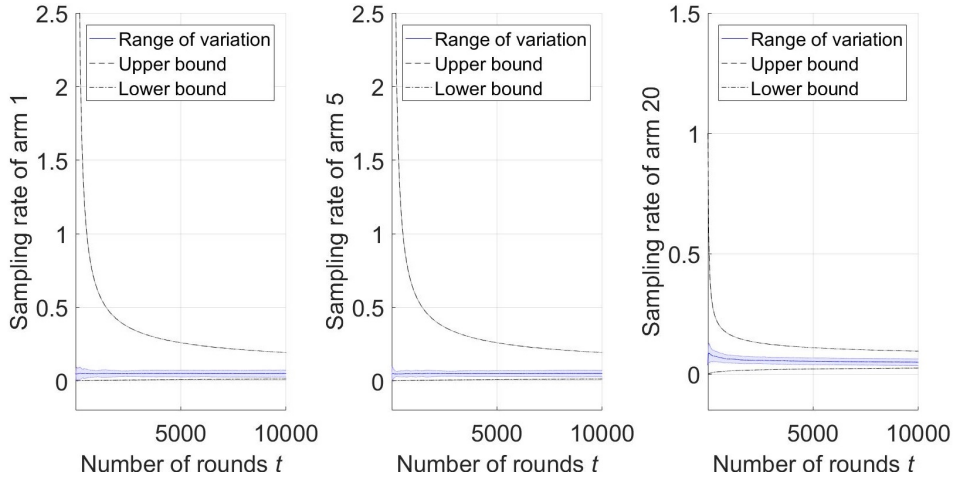 Sampling rate of arm 1
2.5
2
1.5
1
0.5
0
Range of variation
Upper bound
Lower bound
5000
10000
Number of rounds t
Sampling rate of arm 5
2.5
2
1.5
1
0.5
0
Range of variation
Upper bound
Lower bound
5000
10000
Number of rounds t
Sampling rate of arm 20
1.5
1
0.5
0
Range of variation
Upper bound
Lower bound
5000
10000
Number of rounds t